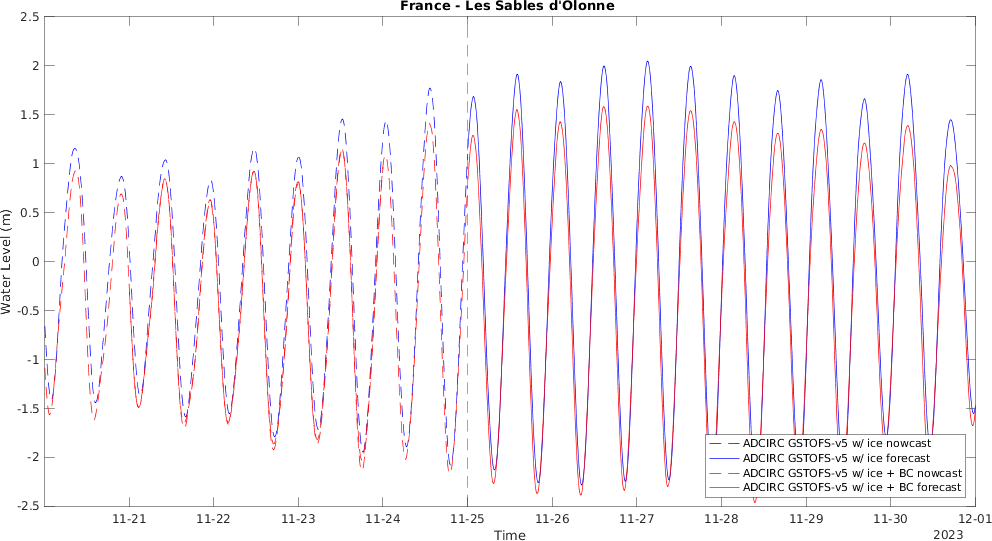 France - Les Sables d'Olonne
2.5
2
1.5
1
0.5
0
-0.5
-1
-1.5
-2
-2.5
Water Level (m)
ADCIRC GSTOFS-v5 w/ ice nowcast
ADCIRC GSTOFS-v5 w/ ice forecast
ADCIRC GSTOFS-v5 w/ ice + BC nowcast
ADCIRC GSTOFS-v5 w/ ice + BC forecast
11-21 11-22 11-23 11-24 11-25 11-26 11-27 11-28 11-29 11-30 12-01
Time
2023